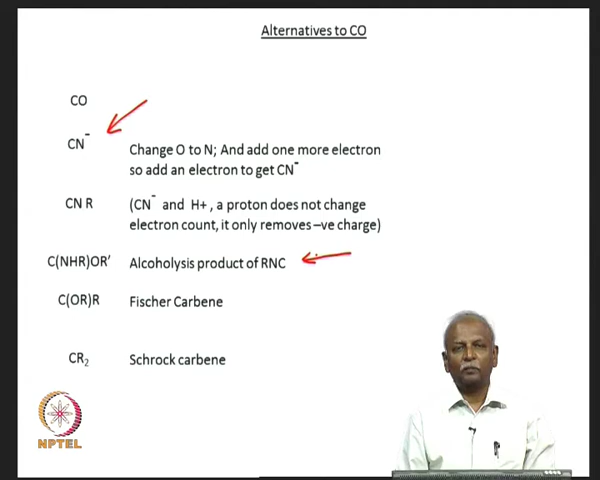 Alternatives to CO
CO
CN⁻
Change O to N; And add one more electron
so add an electron to get CN⁻
CN R
(CN⁻ and H+ , a proton does not change
electron count, it only removes –ve charge)
C(NHR)OR’
Alcoholysis product of RNC
C(OR)R
Fischer Carbene
CR₂
Schrock carbene
NPTEL